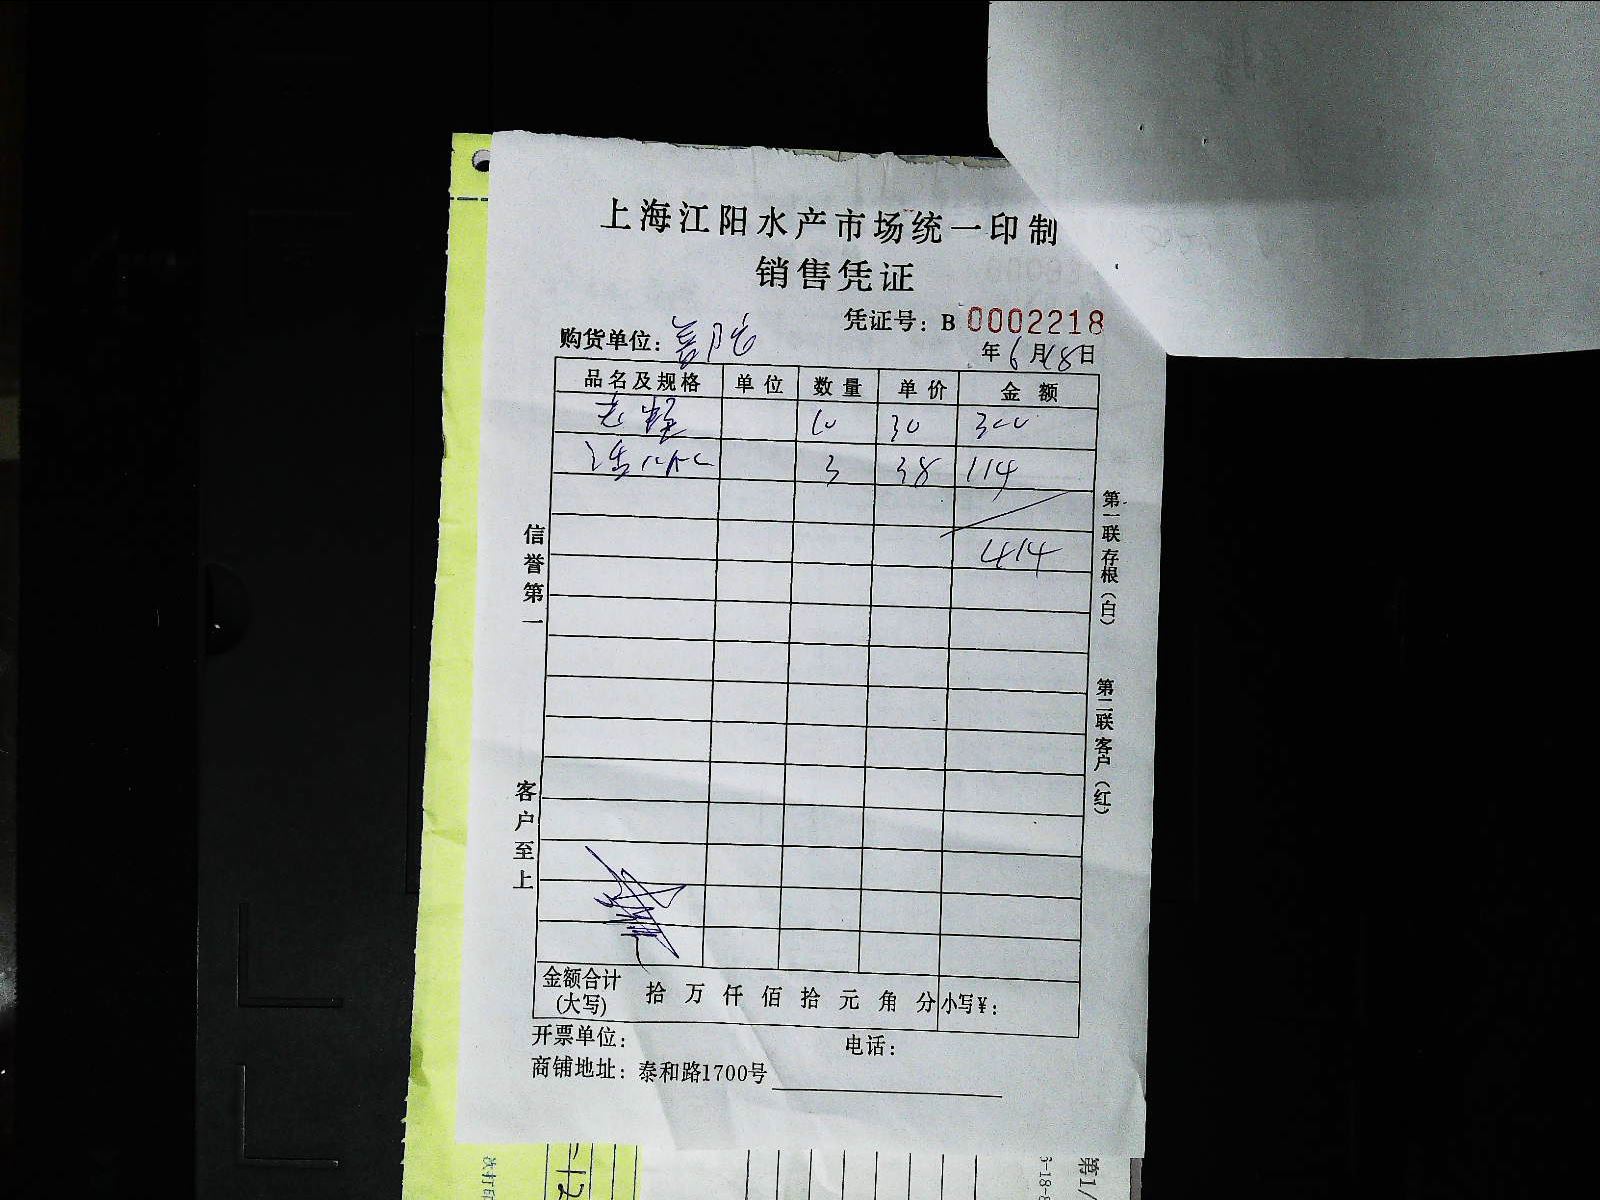 上海江阳水产市场统一印制
销售凭证
凭证号：B 0002218
购货单位：
年6月18日
品名及规格 单位 数量 单价 金额
10 30 300
3 38 114
414
信誉第一
客户至上
第一联存根（白）
第二联客户（红）
金额合计（大写） 拾万仟佰拾元角分 小写¥：
开票单位： 电话：
商铺地址：泰和路1700号